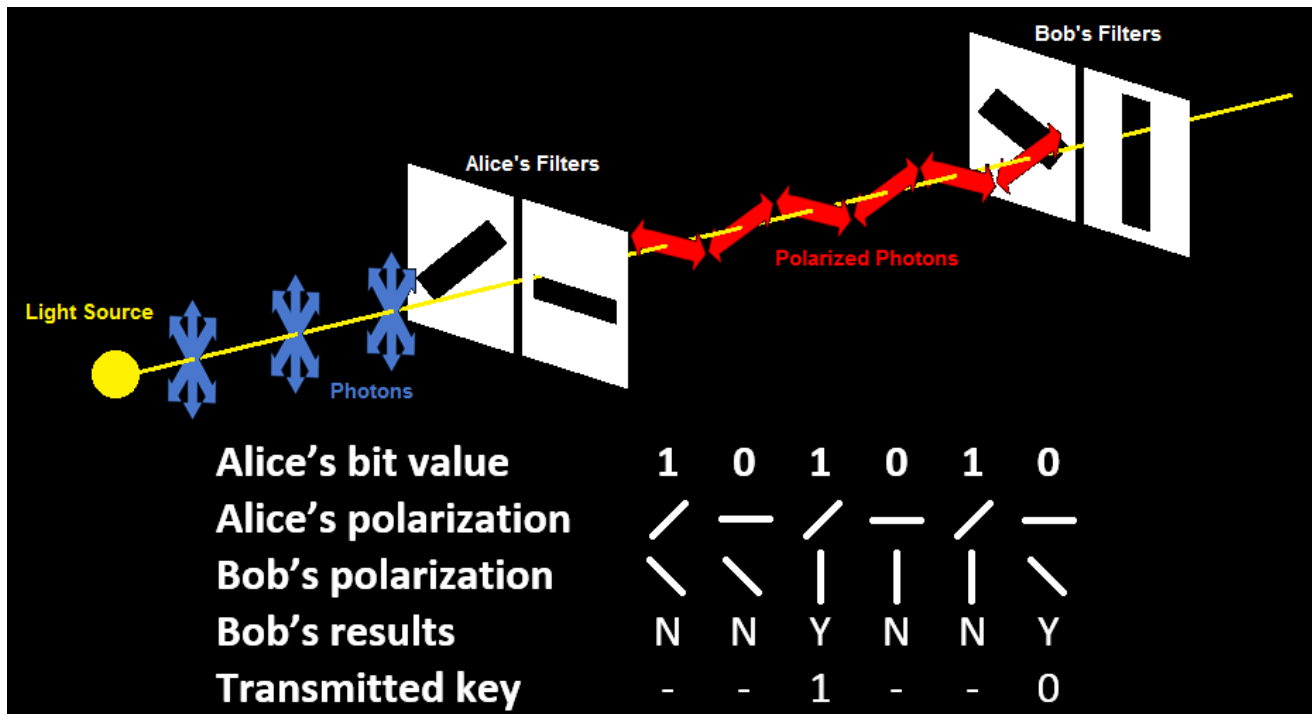 Bob's Filters
Alice's Filters
Polarized Photons
Light Source
Photons
Alice’s bit value 1 0 1 0 1 0
Alice’s polarization
Bob’s polarization
Bob’s results N N Y N N Y
Transmitted key - - 1 - - 0